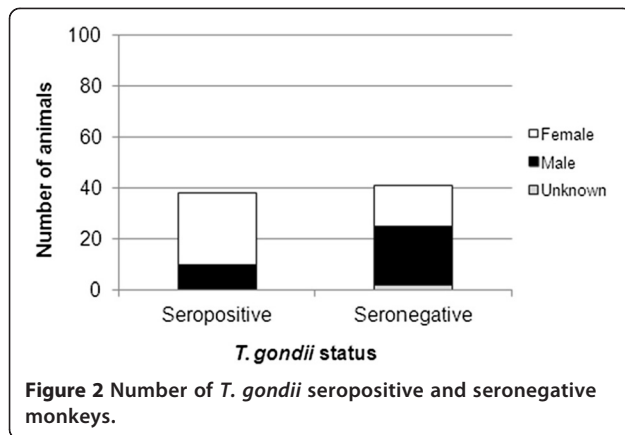 100
80
60
40
20
0
Number of animals
Female
Male
Unknown
Seropositive Seronegative
T. gondii status
Figure 2 Number of T. gondii seropositive and seronegative
monkeys.